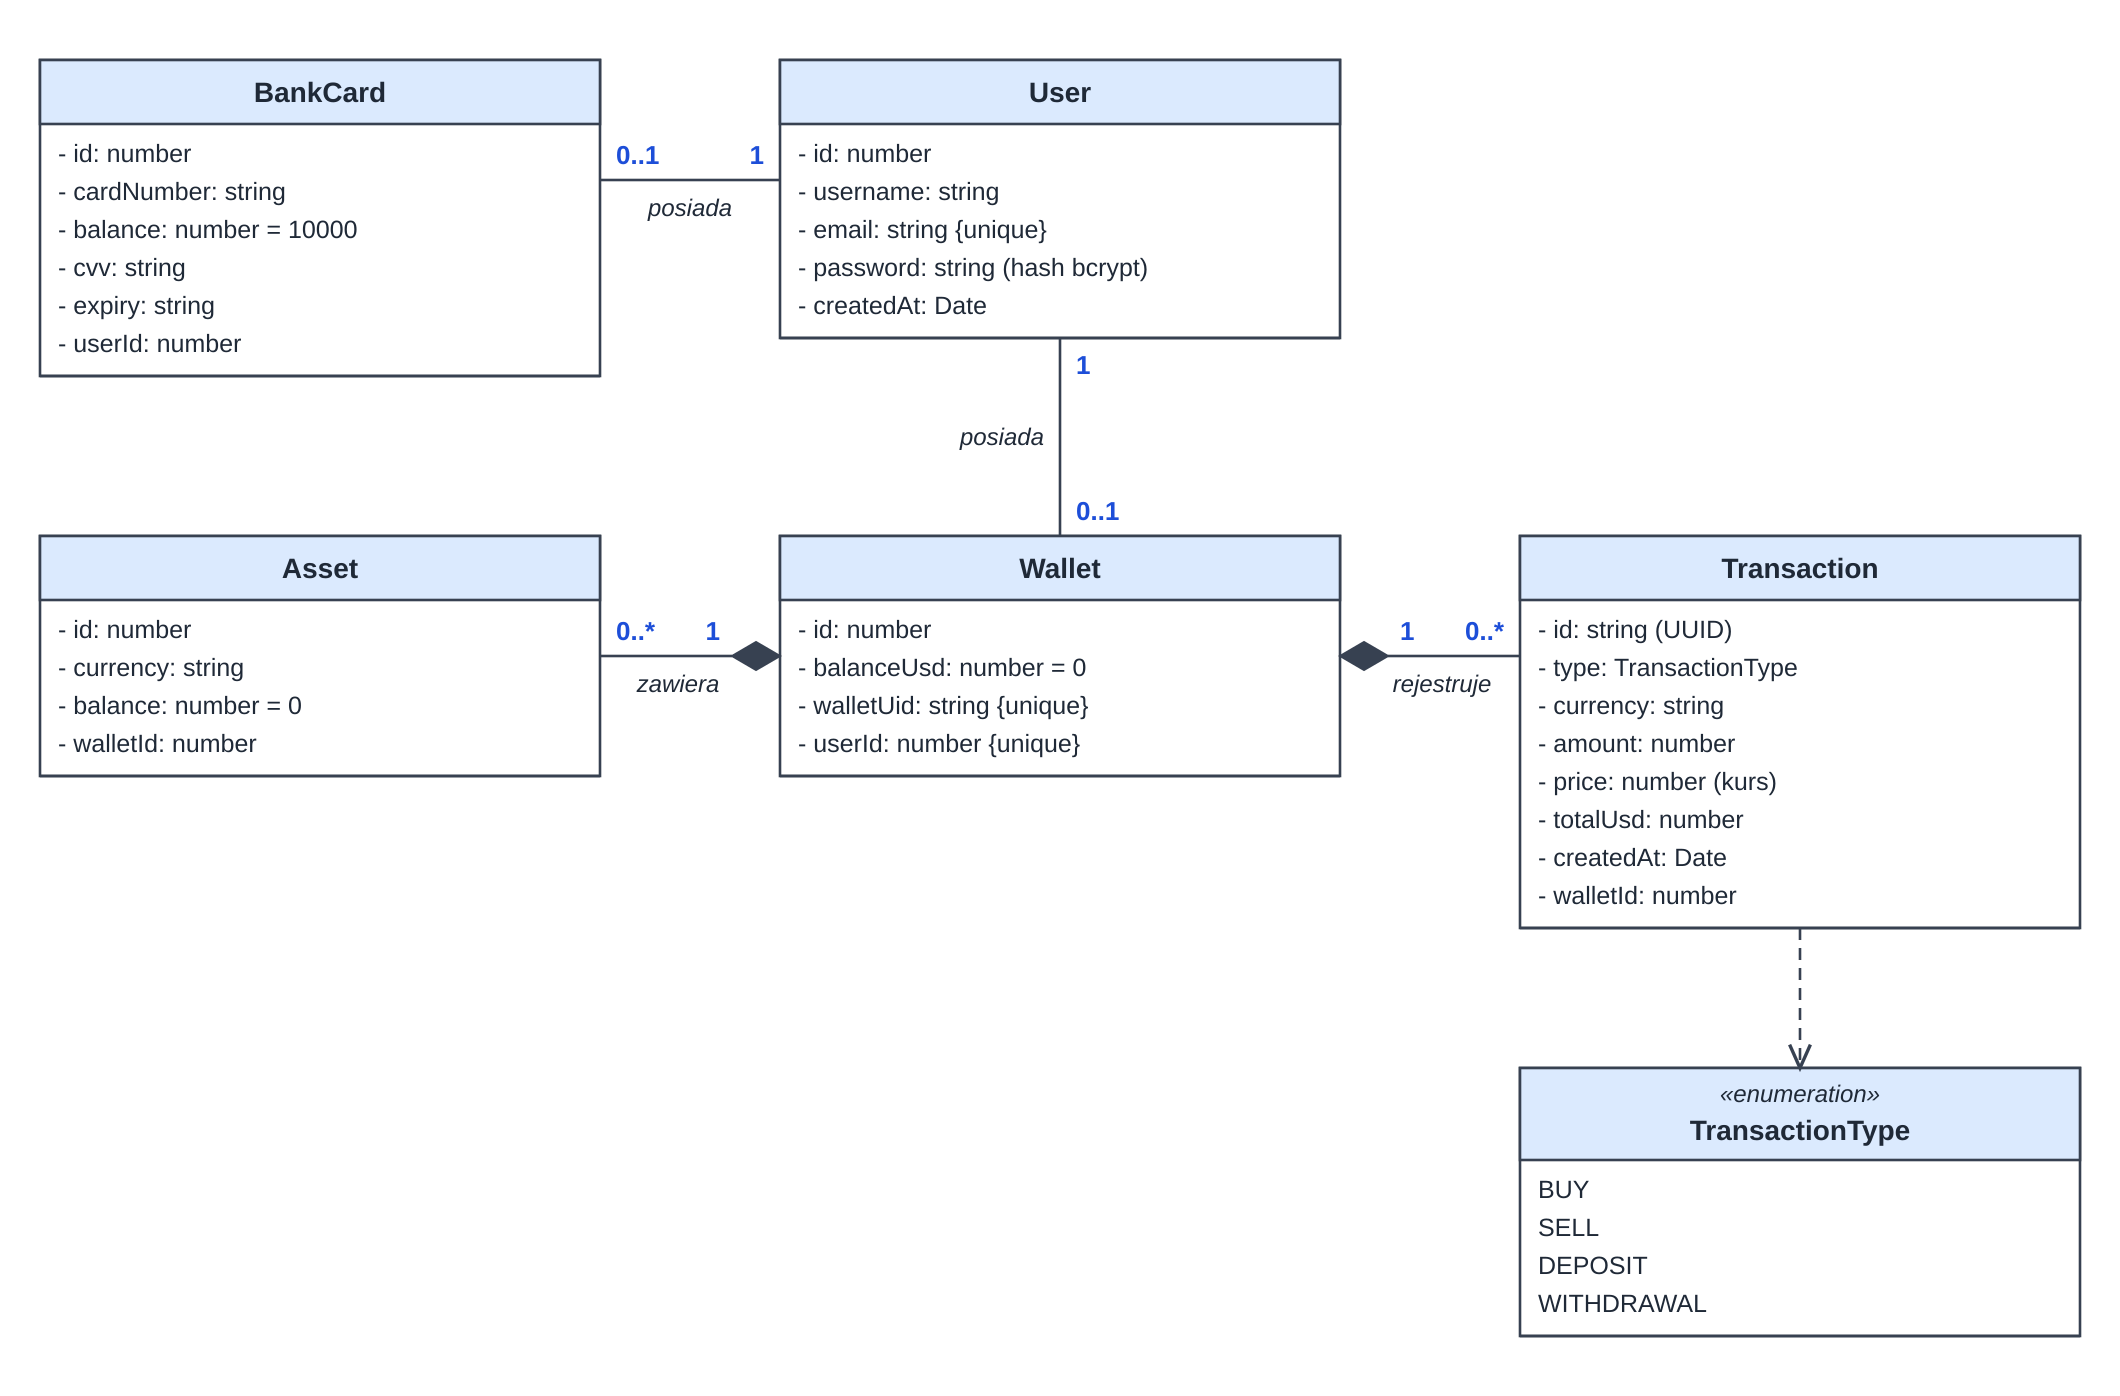 BankCard
- id: number
- cardNumber: string
- balance: number = 10000
- cvv: string
- expiry: string
- userId: number
0..1
1
posiada
User
- id: number
- username: string
- email: string {unique}
- password: string (hash bcrypt)
- createdAt: Date
1
posiada
0..1
Asset
- id: number
- currency: string
- balance: number = 0
- walletId: number
0..*
1
zawiera
Wallet
- id: number
- balanceUsd: number = 0
- walletUid: string {unique}
- userId: number {unique}
1
0..*
rejestruje
Transaction
- id: string (UUID)
- type: TransactionType
- currency: string
- amount: number
- price: number (kurs)
- totalUsd: number
- createdAt: Date
- walletId: number
«enumeration»
TransactionType
BUY
SELL
DEPOSIT
WITHDRAWAL